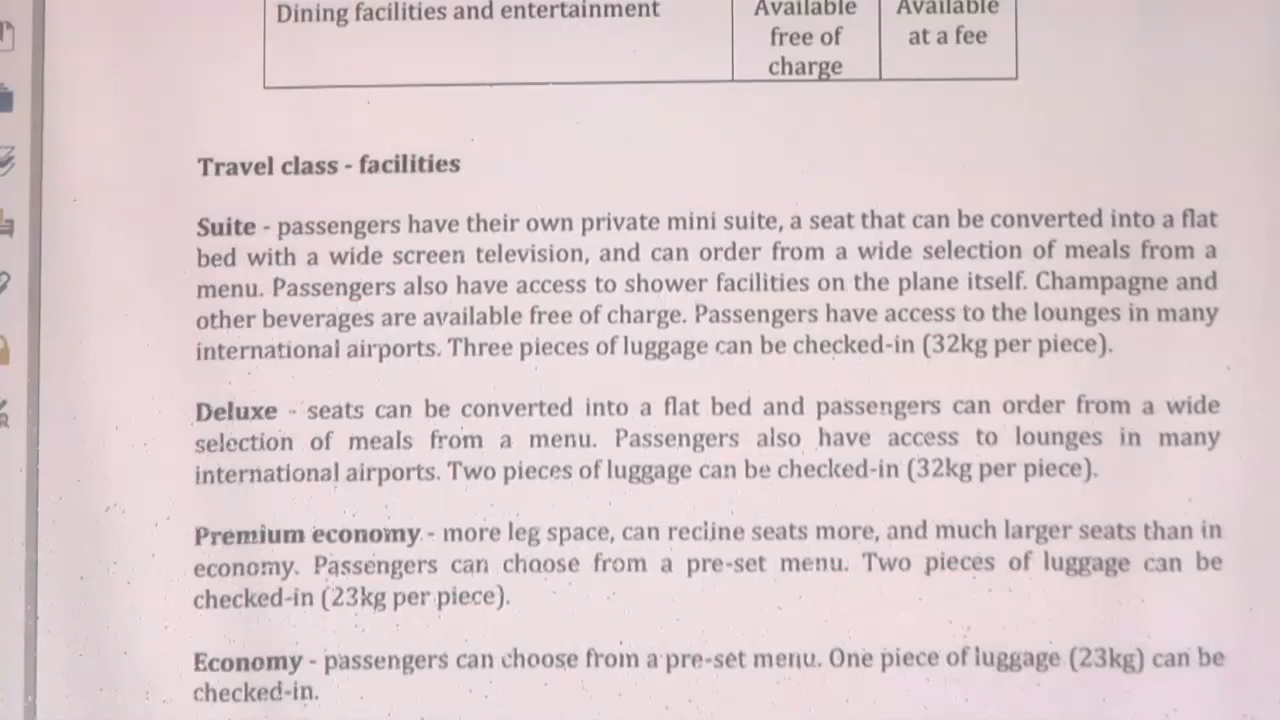 Dining facilities and entertainment
Available free of charge
Available at a fee
Travel class - facilities
Suite - passengers have their own private mini suite, a seat that can be converted into a flat
bed with a wide screen television, and can order from a wide selection of meals from a
menu. Passengers also have access to shower facilities on the plane itself. Champagne and
other beverages are available free of charge. Passengers have access to the lounges in many
international airports. Three pieces of luggage can be checked-in (32kg per piece).
Deluxe - seats can be converted into a flat bed and passengers can order from a wide
selection of meals from a menu. Passengers also have access to lounges in many
international airports. Two pieces of luggage can be checked-in (32kg per piece).
Premium economy - more leg space, can recline seats more, and much larger seats than in
economy. Passengers can choose from a pre-set menu. Two pieces of luggage can be
checked-in (23kg per piece).
Economy - passengers can choose from a pre-set menu. One piece of luggage (23kg) can be
checked-in.